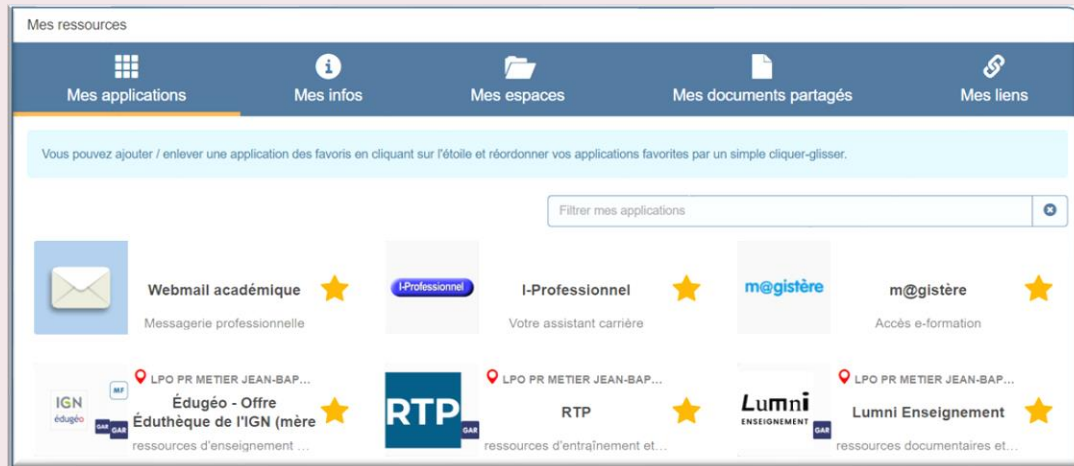 Mes ressources
Mes applications
Mes infos
Mes espaces
Mes documents partagés
Mes liens
Vous pouvez ajouter / enlever une application des favoris en cliquant sur l'étoile et réordonner vos applications favorites par un simple cliquer-glisser.
Filtrer mes applications
Webmail académique
Messagerie professionnelle
I-Professionnel
I-Professionnel
Votre assistant carrière
m@gistère
m@gistère
Accès e-formation
IGN
édugéo
MF
GAR
GAR
LPO PR METIER JEAN-BAP...
Édugéo - Offre
Éduthèque de l'IGN (mère
ressources d'enseignement ...
RTP
GAR
LPO PR METIER JEAN-BAP...
RTP
ressources d'entraînement et...
Lumni
ENSEIGNEMENT
GAR
LPO PR METIER JEAN-BAP...
Lumni Enseignement
ressources documentaires et...